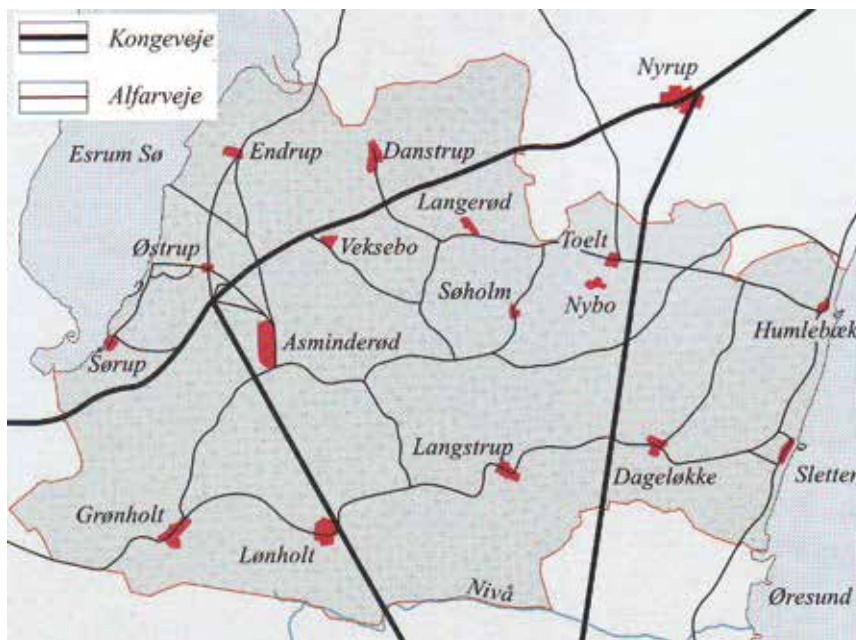 Kongeveje
Alfarveje
Nyrup
Esrum Sø
Endrup
Danstrup
Langerød
Østrup
Veksebo
Toelt
Søholm
Nybo
Humlebæk
Asminderød
Sørup
Langstrup
Dageløkke
Sletten
Grønholt
Lønholt
Nivå
Øresund